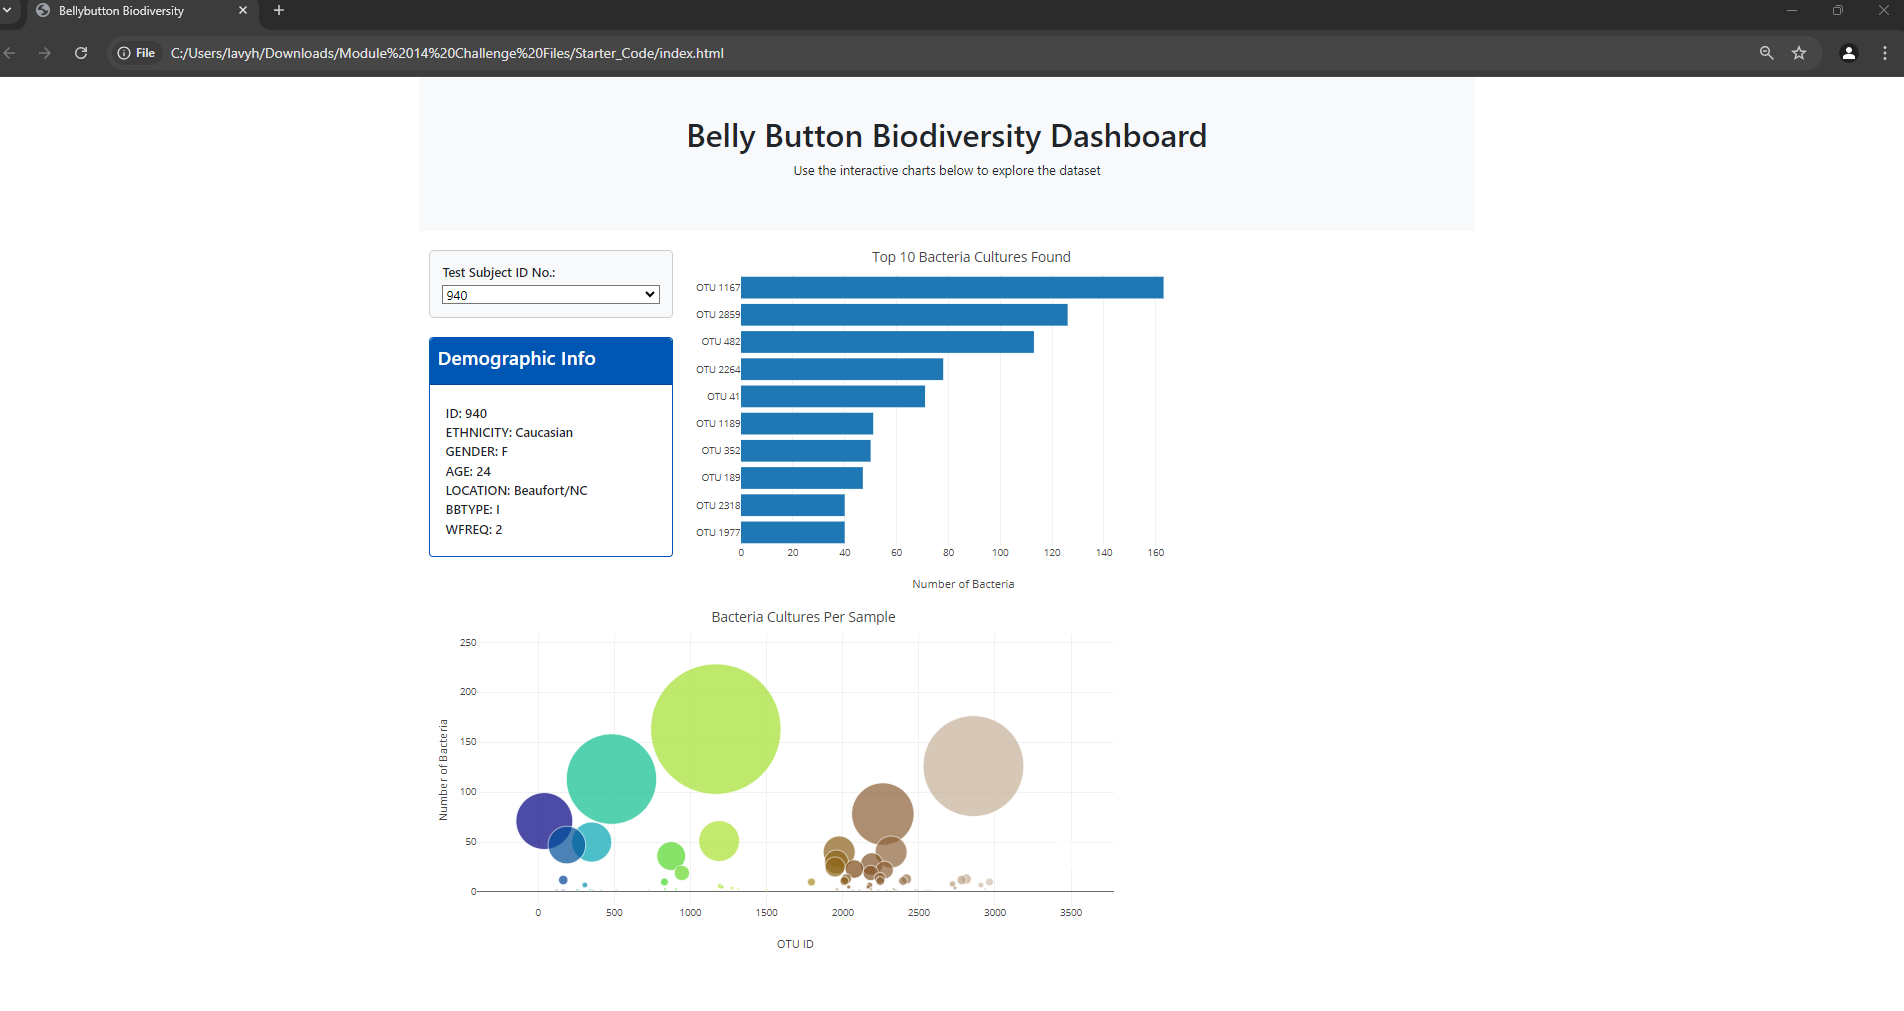 Bellybutton Biodiversity
File C:/Users/lavyh/Downloads/Module%2014%20Challenge%20Files/Starter_Code/index.html
Belly Button Biodiversity Dashboard
Use the interactive charts below to explore the dataset
Test Subject ID No.:
940
Demographic Info
ID: 940
ETHNICITY: Caucasian
GENDER: F
AGE: 24
LOCATION: Beaufort/NC
BBTYPE: I
WFREQ: 2
Top 10 Bacteria Cultures Found
OTU 1167
OTU 2859
OTU 482
OTU 2264
OTU 41
OTU 1189
OTU 352
OTU 189
OTU 2318
OTU 1977
0 20 40 60 80 100 120 140 160
Number of Bacteria
Bacteria Cultures Per Sample
Number of Bacteria
250
200
150
100
50
0
0 500 1000 1500 2000 2500 3000 3500
OTU ID